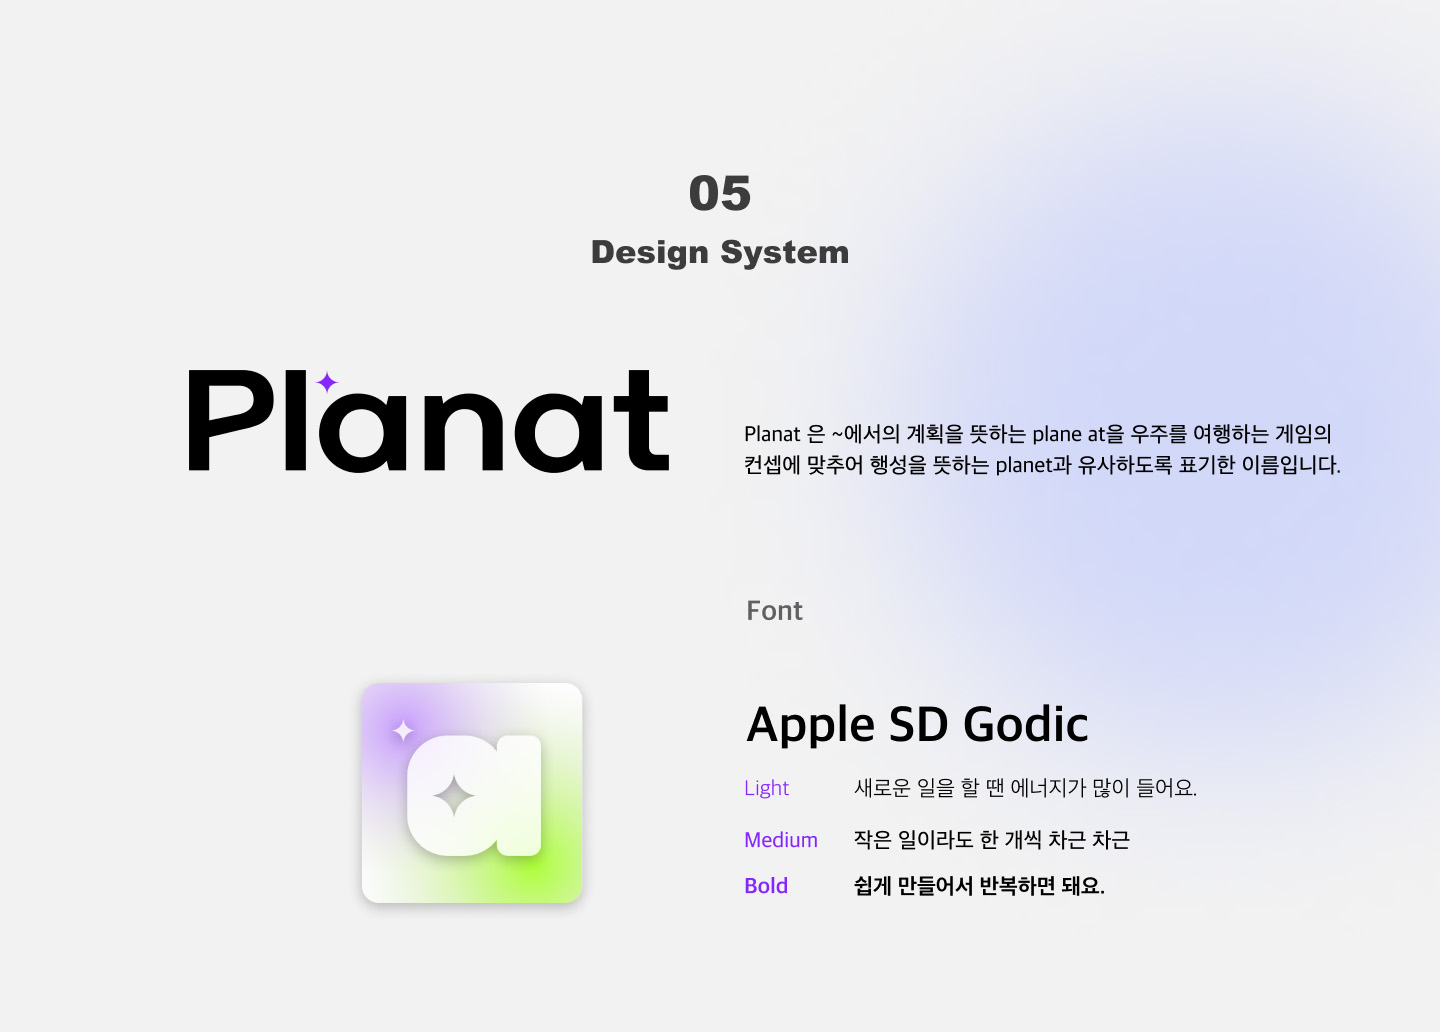 05
Design System
Planat
Planat 은 ~에서의 계획을 뜻하는 plane at을 우주를 여행하는 게임의
컨셉에 맞추어 행성을 뜻하는 planet과 유사하도록 표기한 이름입니다.
Font
a
Apple SD Godic
Light 새로운 일을 할 땐 에너지가 많이 들어요.
Medium 작은 일이라도 한 개씩 차근 차근
Bold 쉽게 만들어서 반복하면 돼요.